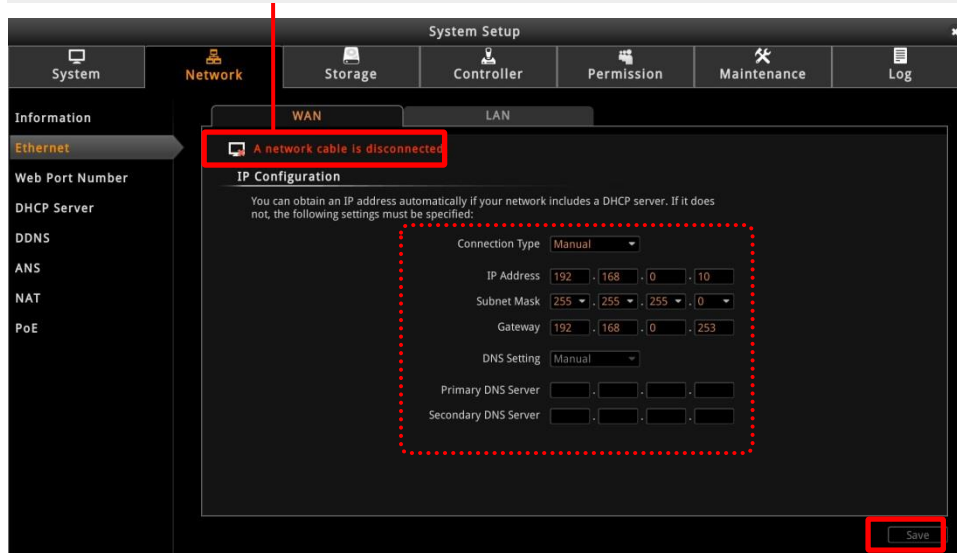 System Setup
System
Network
Storage
Controller
Permission
Maintenance
Log
Information
Ethernet
Web Port Number
DHCP Server
DDNS
ANS
NAT
PoE
WAN
LAN
A network cable is disconnected
IP Configuration
You can obtain an IP address automatically if your network includes a DHCP server. If it does
not, the following settings must be specified:
Connection Type Manual
IP Address 192 . 168 . 0 . 10
Subnet Mask 255 . 255 . 255 . 0
Gateway 192 . 168 . 0 . 253
DNS Setting Manual
Primary DNS Server . . .
Secondary DNS Server . . .
Save